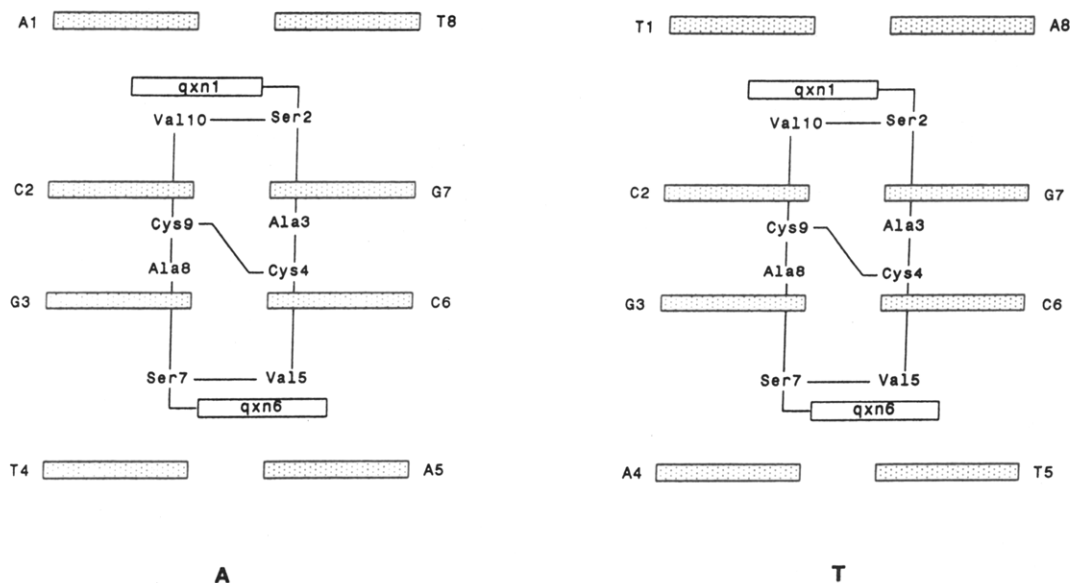 A1 T8
qxn1
Val10 Ser2
C2 G7
Cys9 Ala3
Ala8 Cys4
G3 C6
Ser7 Val5
qxn6
T4 A5
A
T1 A8
qxn1
Val10 Ser2
C2 G7
Cys9 Ala3
Ala8 Cys4
G3 C6
Ser7 Val5
qxn6
A4 T5
T